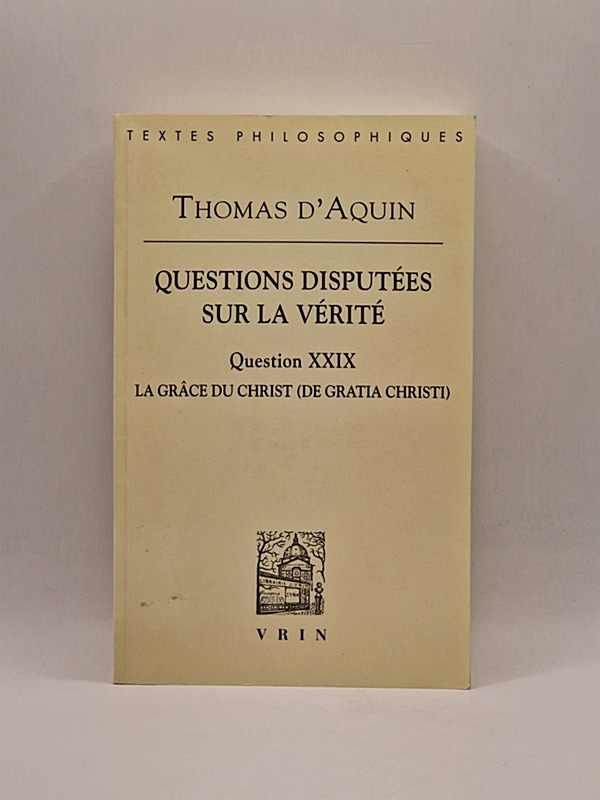 TEXTES PHILOSOPHIQUES
THOMAS D'AQUIN
QUESTIONS DISPUTÉES
SUR LA VÉRITÉ
Question XXIX
LA GRÂCE DU CHRIST (DE GRATIA CHRISTI)
VRIN